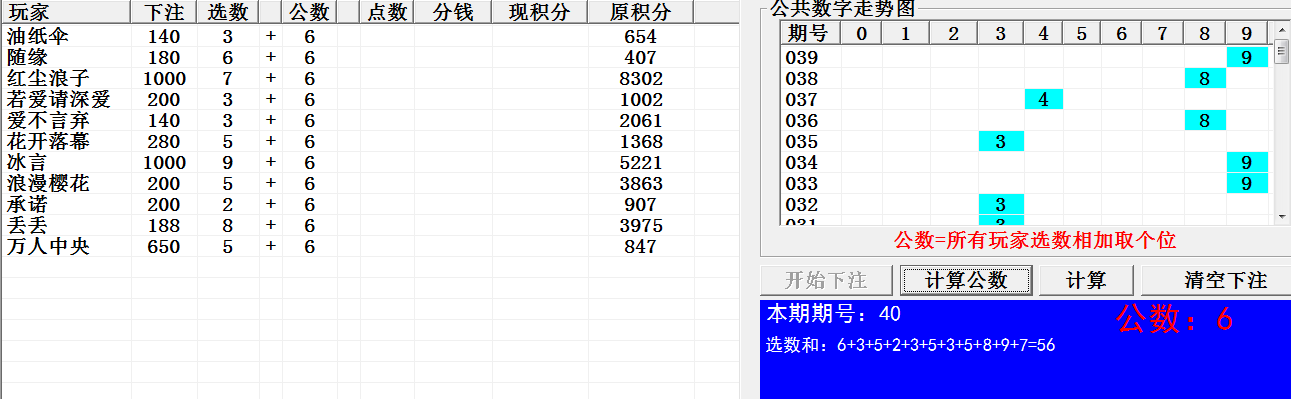 玩家 下注 选数 公数 点数 分钱 现积分 原积分
油纸伞 140 3 + 6 654
随缘 180 6 + 6 407
红尘浪子 1000 7 + 6 8302
若爱请深爱 200 3 + 6 1002
爱不言弃 140 3 + 6 2061
花开落幕 280 5 + 6 1368
冰言 1000 9 + 6 5221
浪漫樱花 200 5 + 6 3863
承诺 200 2 + 6 907
丢丢 188 8 + 6 3975
万人中央 650 5 + 6 847
公共数字走势图
期号 0 1 2 3 4 5 6 7 8 9
039 9
038 8
037 4
036 8
035 3
034 9
033 9
032 3
031 3
公数=所有玩家选数相加取个位
开始下注 计算公数 计算 清空下注
本期期号：40
公数：6
选数和：6+3+5+2+3+5+3+5+8+9+7=56